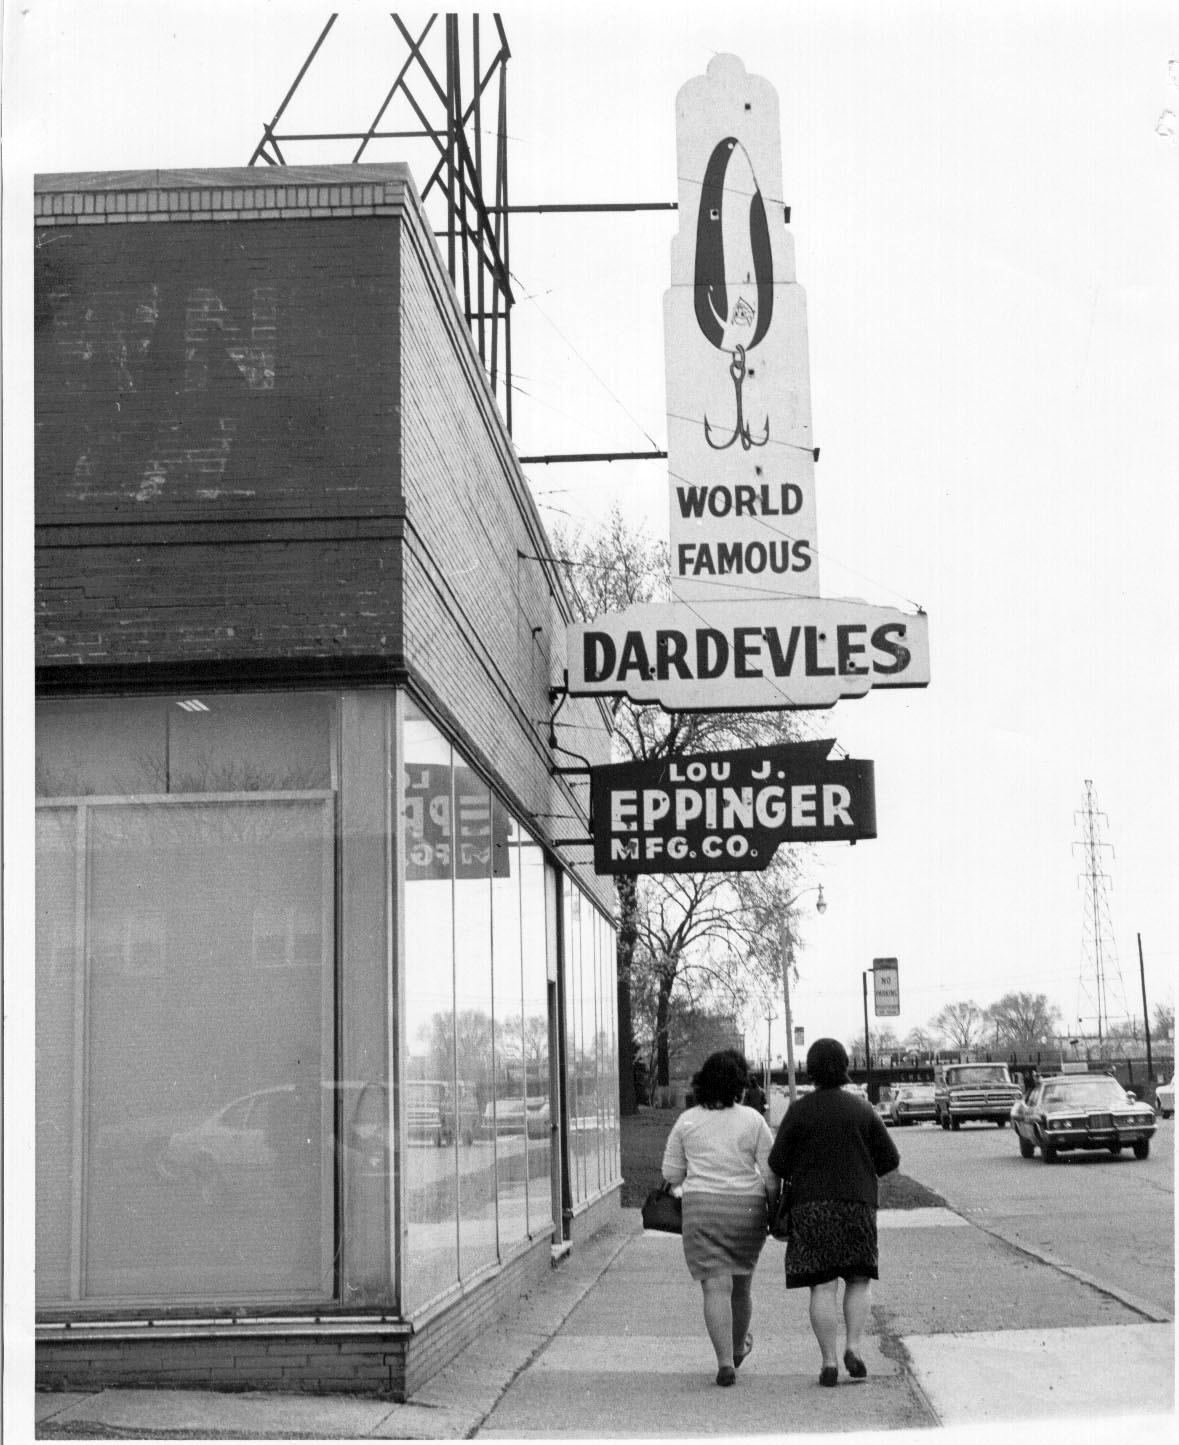 WORLD
FAMOUS
DARDEVLES
LOU J.
EPPINGER
MFG. CO.
NO
PARKING